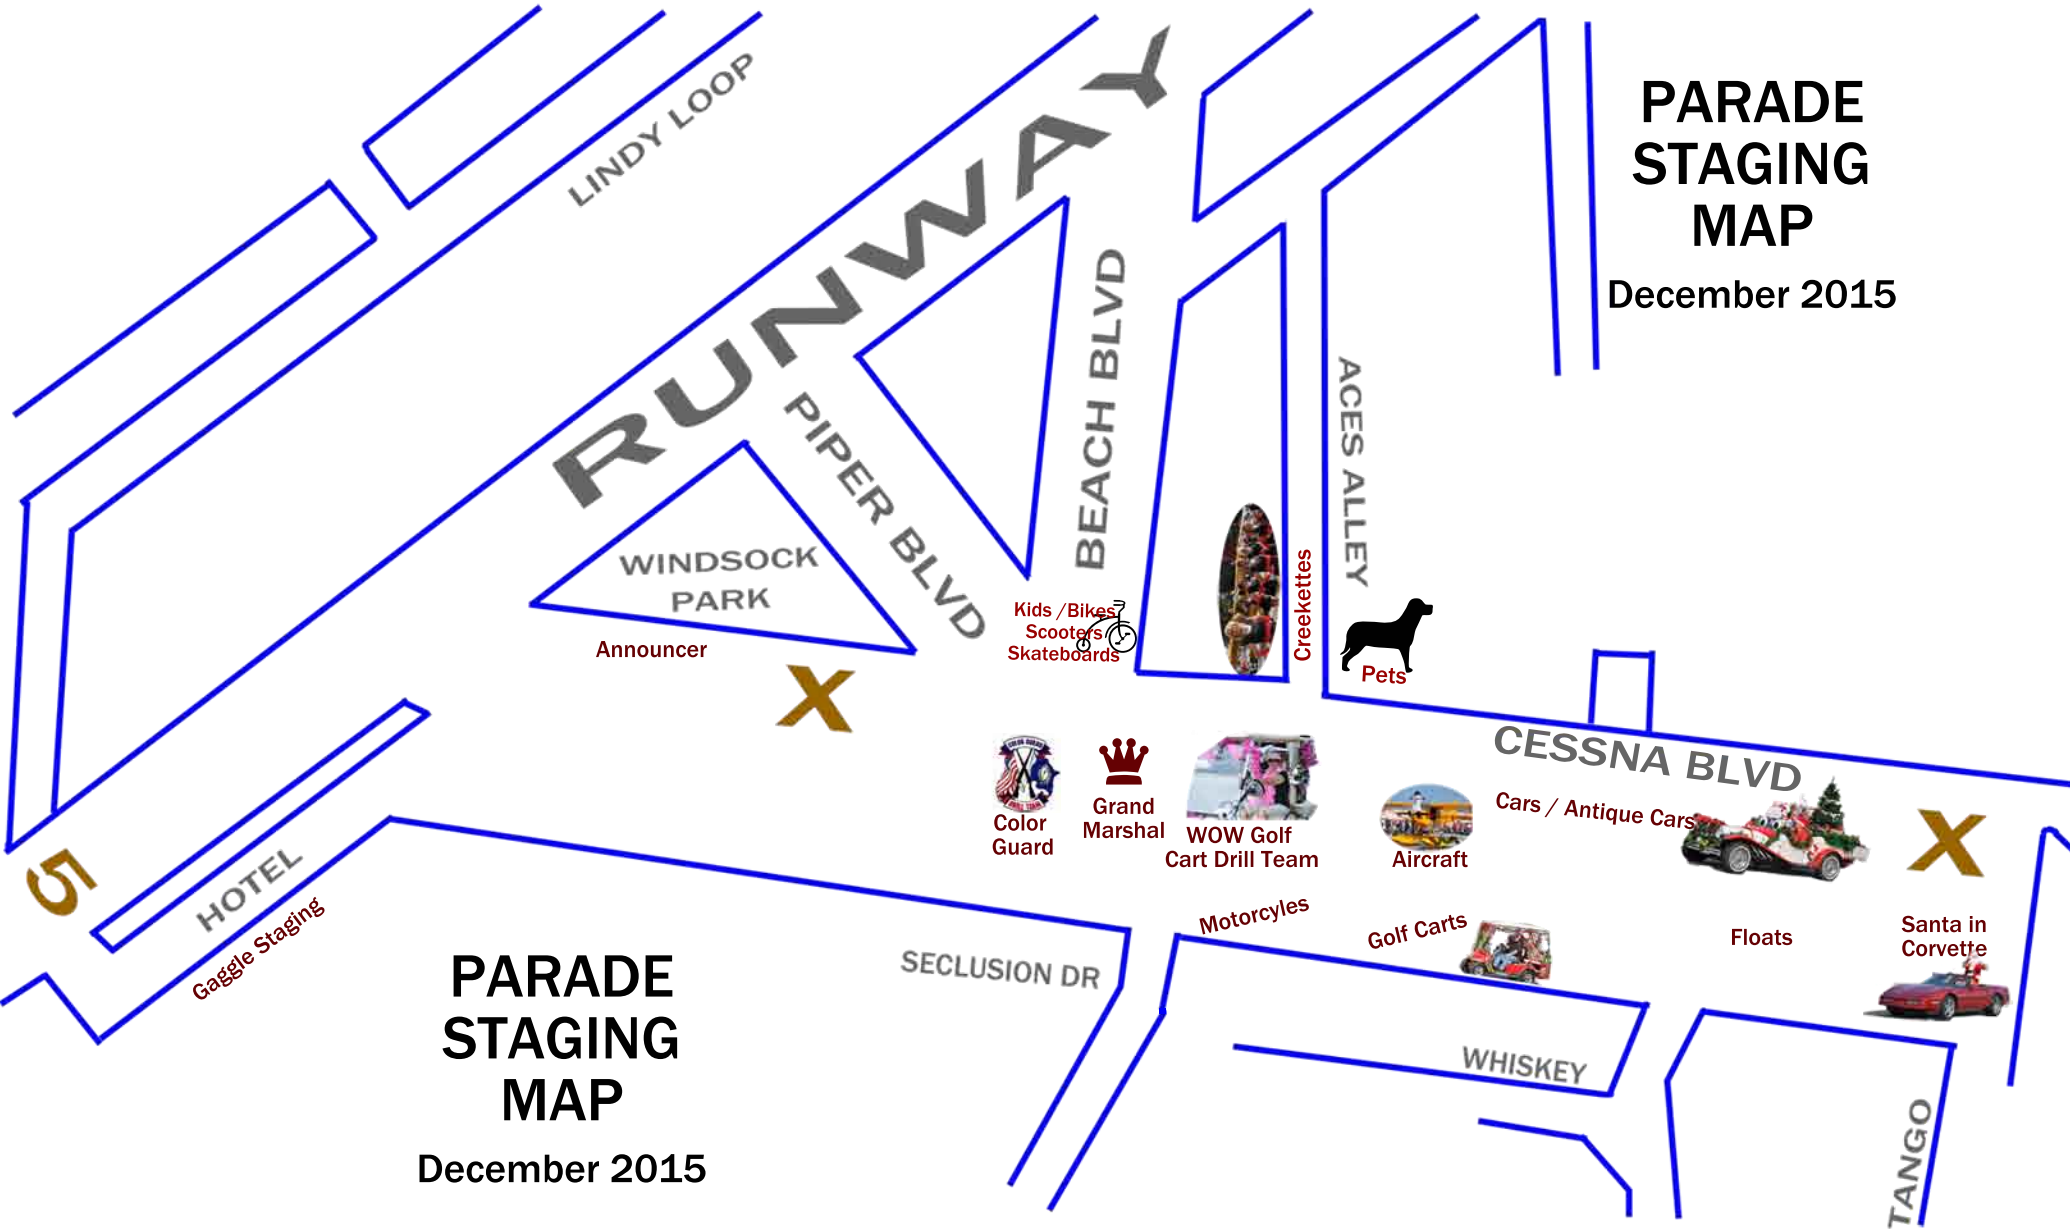 PARADE
STAGING
MAP
December 2015
LINDY LOOP
RUNWAY
PIPER BLVD
BEACH BLVD
ACES ALLEY
WINDSOCK
PARK
Announcer
X
Kids / Bikes
Scooters
Skateboards
Creekettes
Pets
CESSNA BLVD
Color
Guard
Grand
Marshal
WOW Golf
Cart Drill Team
Aircraft
Cars / Antique Cars
X
Motorcyles
Golf Carts
Floats
Santa in
Corvette
5
HOTEL
Gaggle Staging
SECLUSION DR
WHISKEY
TANGO
PARADE
STAGING
MAP
December 2015